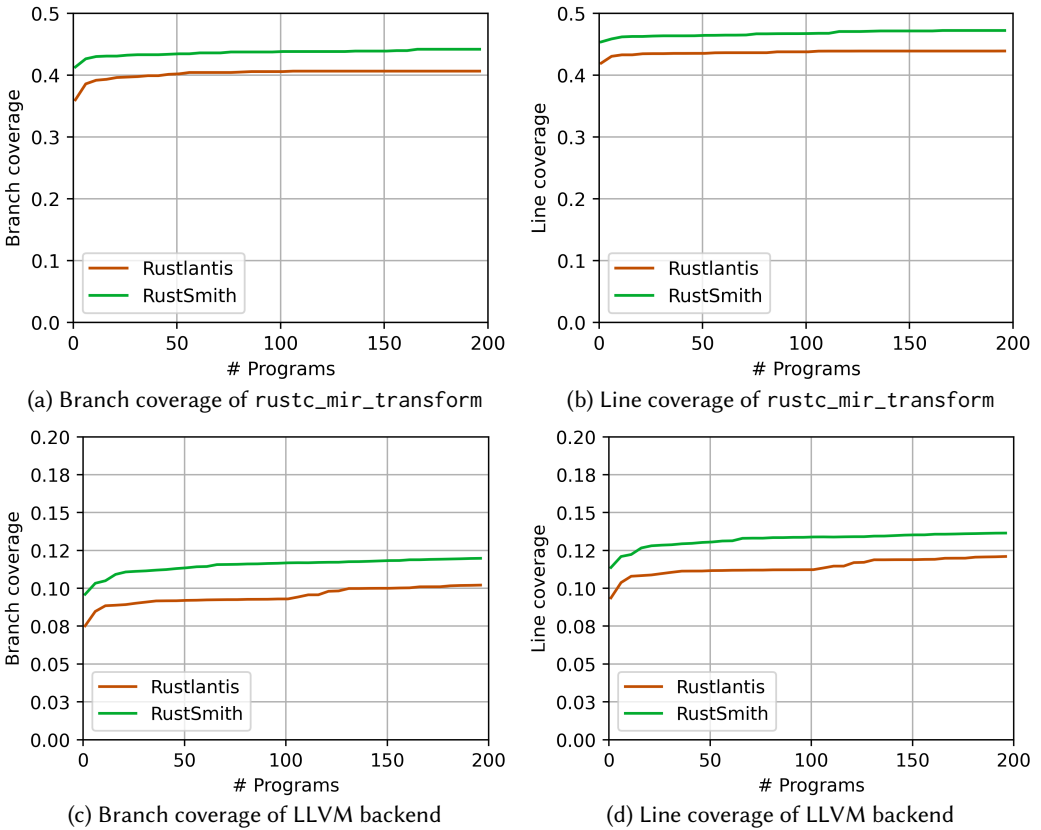 0.5
0.4
0.3
0.2
0.1
0.0
Branch coverage
Rustlantis
RustSmith
0 50 100 150 200
# Programs
(a) Branch coverage of rustc_mir_transform
0.5
0.4
0.3
0.2
0.1
0.0
Line coverage
Rustlantis
RustSmith
0 50 100 150 200
# Programs
(b) Line coverage of rustc_mir_transform
0.20
0.18
0.15
0.12
0.10
0.08
0.05
0.03
0.00
Branch coverage
Rustlantis
RustSmith
0 50 100 150 200
# Programs
(c) Branch coverage of LLVM backend
0.20
0.18
0.15
0.12
0.10
0.08
0.05
0.03
0.00
Line coverage
Rustlantis
RustSmith
0 50 100 150 200
# Programs
(d) Line coverage of LLVM backend